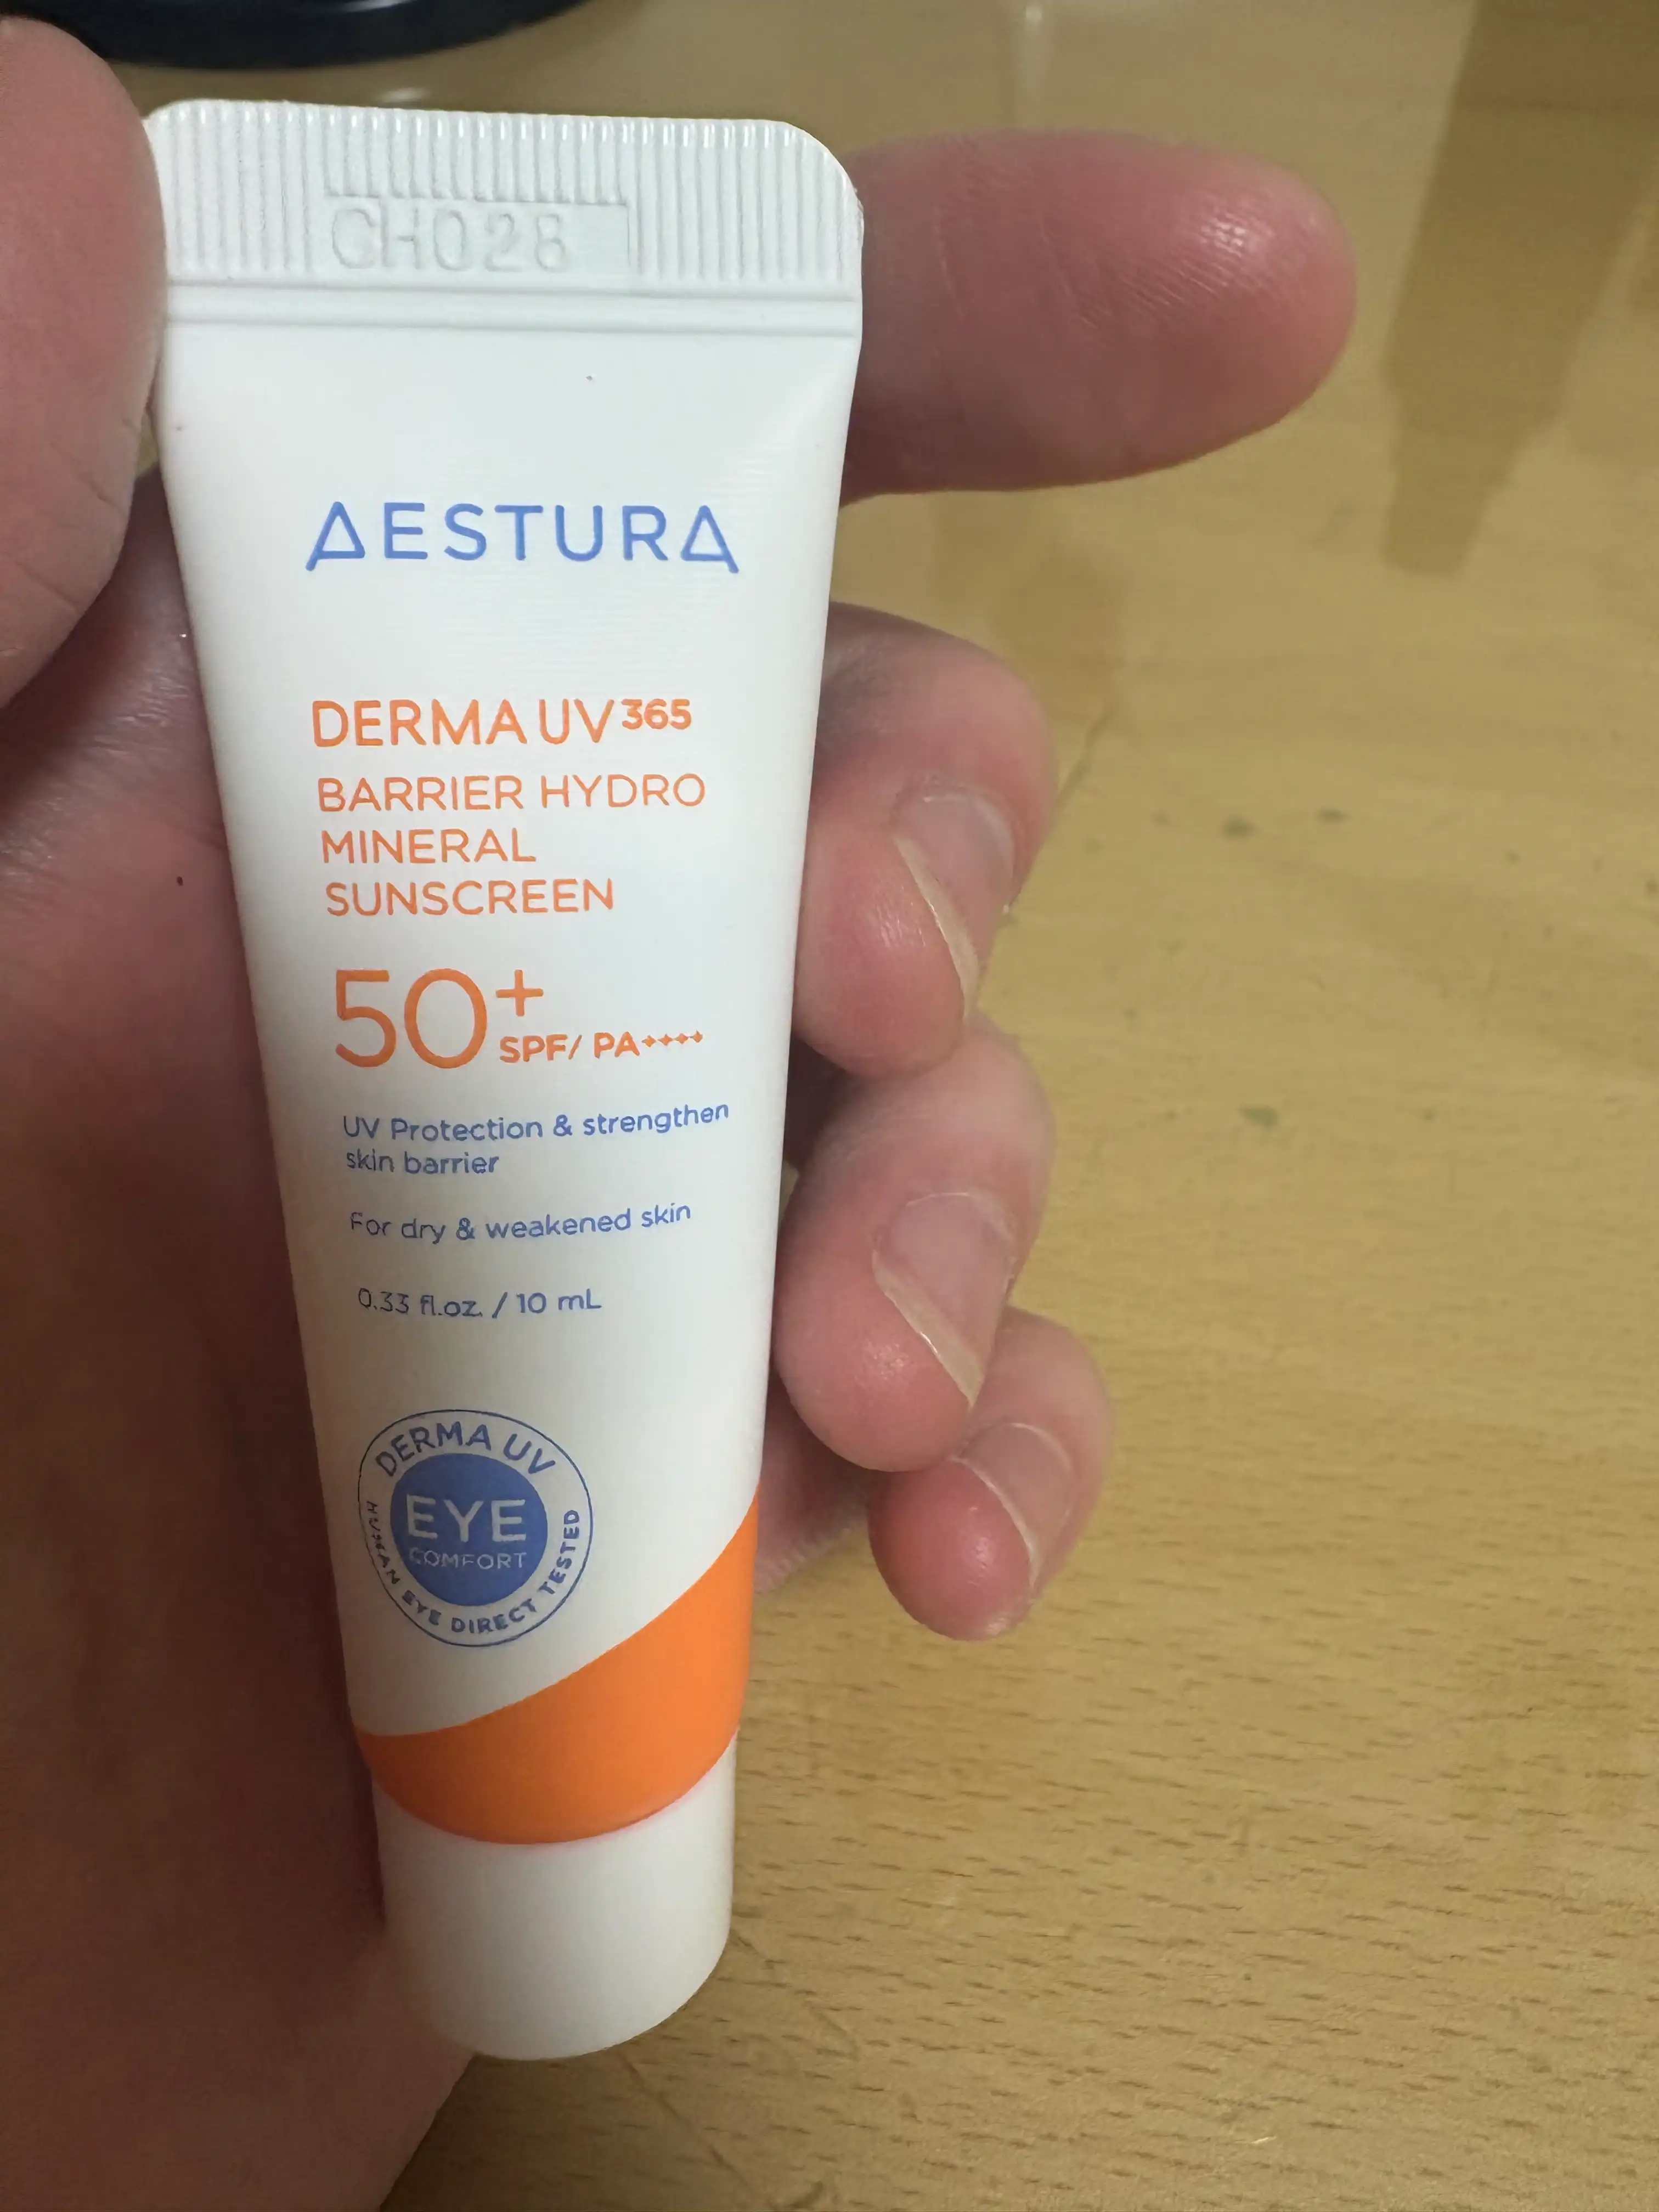 CH028
AESTURA
DERMA UV 365
BARRIER HYDRO
MINERAL
SUNSCREEN
50+
SPF/ PA++++
UV Protection & strengthen
skin barrier
For dry & weakened skin
0.33 fl.oz. / 10 mL
DERMA UV
EYE
COMFORT
HUMAN EYE DIRECT TESTED